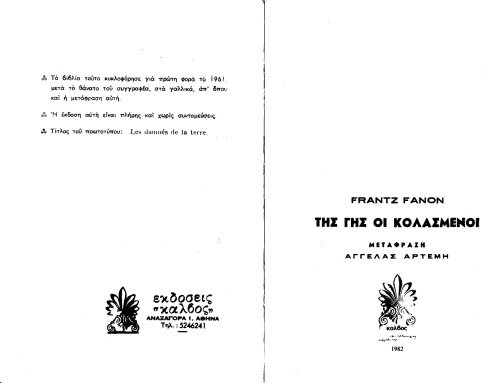 Τὸ βιβλίο τοῦτο κυκλοφόρησε γιὰ πρώτη φορὰ τὸ 1961,
μετὰ τὸ θάνατο τοῦ συγγραφέα, στὰ γαλλικά, ἀπ' ὅπου
καὶ ἡ μετάφραση αὐτή.
Ἡ ἔκδοση αὐτὴ εἶναι πλήρης καὶ χωρὶς συντομεύσεις.
Τίτλος τοῦ πρωτοτύπου: Les damnés de la terre.
εκδοσεις
"κάλβος"
ΑΝΑΞΑΓΟΡΑ 1, ΑΘΗΝΑ
Τηλ.: 5246241
FRANTZ FANON
ΤΗΣ ΓΗΣ ΟΙ ΚΟΛΑΣΜΕΝΟΙ
ΜΕΤΑΦΡΑΣΗ
ΑΓΓΕΛΑΣ ΑΡΤΕΜΗ
κάλβος
1982